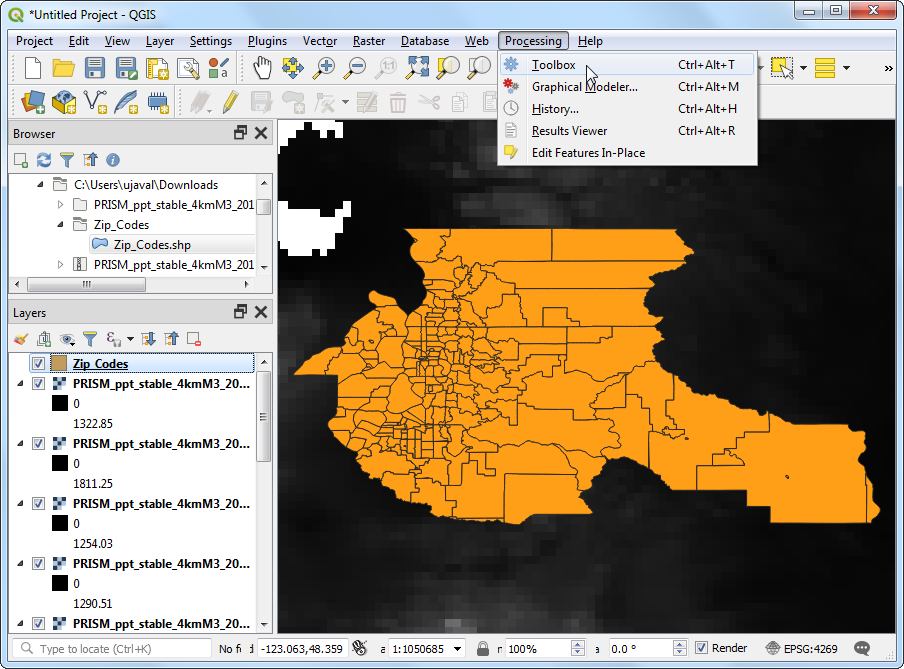 *Untitled Project - QGIS
Project Edit View Layer Settings Plugins Vector Raster Database Web Processing Help
Toolbox Ctrl+Alt+T
Graphical Modeler... Ctrl+Alt+M
History... Ctrl+Alt+H
Results Viewer Ctrl+Alt+R
Edit Features In-Place
Browser
C:\Users\ujaval\Downloads
PRISM_ppt_stable_4kmM3_201
Zip_Codes
Zip_Codes.shp
PRISM_ppt_stable_4kmM3_201
Layers
Zip_Codes
PRISM_ppt_stable_4kmM3_20...
0
1322.85
PRISM_ppt_stable_4kmM3_20...
0
1811.25
PRISM_ppt_stable_4kmM3_20...
0
1254.03
PRISM_ppt_stable_4kmM3_20...
0
1290.51
PRISM_ppt_stable_4kmM3_20...
Type to locate (Ctrl+K) No fi -123.063,48.359 a 1:1050685 100% a 0.0 ° Render EPSG:4269